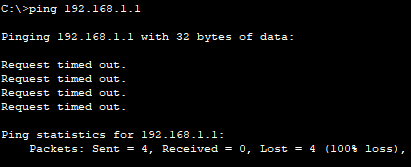 C:\>ping 192.168.1.1
Pinging 192.168.1.1 with 32 bytes of data:
Request timed out.
Request timed out.
Request timed out.
Request timed out.
Ping statistics for 192.168.1.1:
Packets: Sent = 4, Received = 0, Lost = 4 (100% loss),